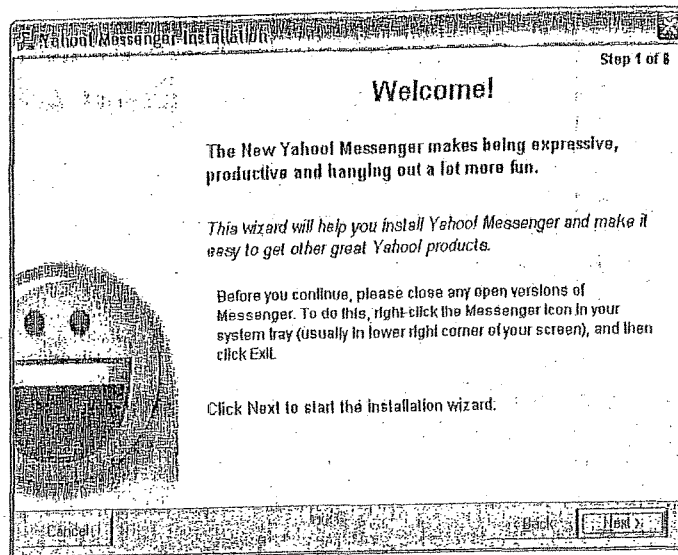 Yahoo! Messenger Installation
Step 1 of 6
Welcome!
The New Yahoo! Messenger makes being expressive,
productive and hanging out a lot more fun.
This wizard will help you install Yahoo! Messenger and make it
easy to get other great Yahoo! products.
Before you continue, please close any open versions of
Messenger. To do this, right-click the Messenger icon in your
system tray (usually in lower right corner of your screen), and then
click Exit.
Click Next to start the installation wizard.
Cancel
Back
Next >